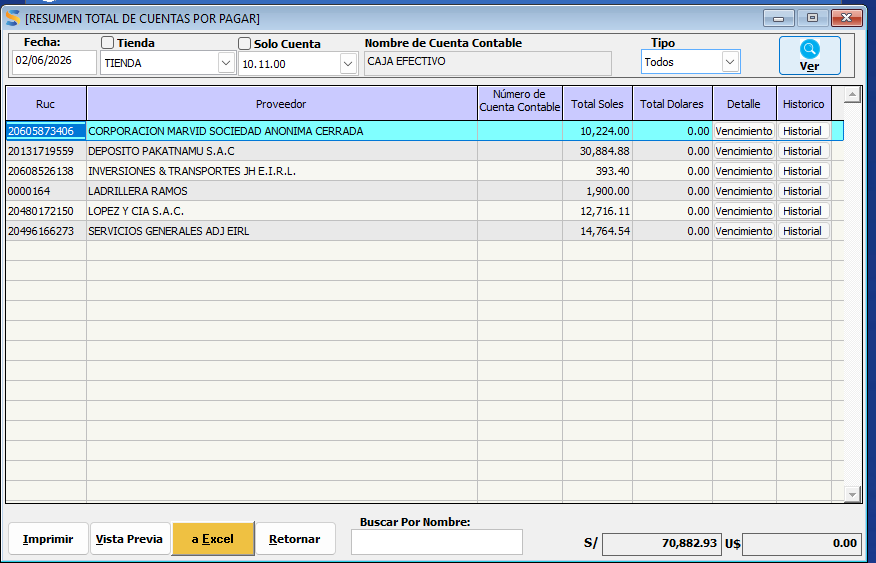 [RESUMEN TOTAL DE CUENTAS POR PAGAR]
Fecha: Tienda Solo Cuenta Nombre de Cuenta Contable Tipo
02/06/2026 TIENDA 10.11.00 CAJA EFECTIVO Todos Ver
Ruc Proveedor Número de Cuenta Contable Total Soles Total Dolares Detalle Historico
20605873406 CORPORACION MARVID SOCIEDAD ANONIMA CERRADA 10,224.00 0.00 Vencimiento Historial
20131719559 DEPOSITO PAKATNAMU S.A.C 30,884.88 0.00 Vencimiento Historial
20608526138 INVERSIONES & TRANSPORTES JH E.I.R.L. 393.40 0.00 Vencimiento Historial
0000164 LADRILLERA RAMOS 1,900.00 0.00 Vencimiento Historial
20480172150 LOPEZ Y CIA S.A.C. 12,716.11 0.00 Vencimiento Historial
20496166273 SERVICIOS GENERALES ADJ EIRL 14,764.54 0.00 Vencimiento Historial
Imprimir Vista Previa a Excel Retornar Buscar Por Nombre: S/ 70,882.93 U$ 0.00